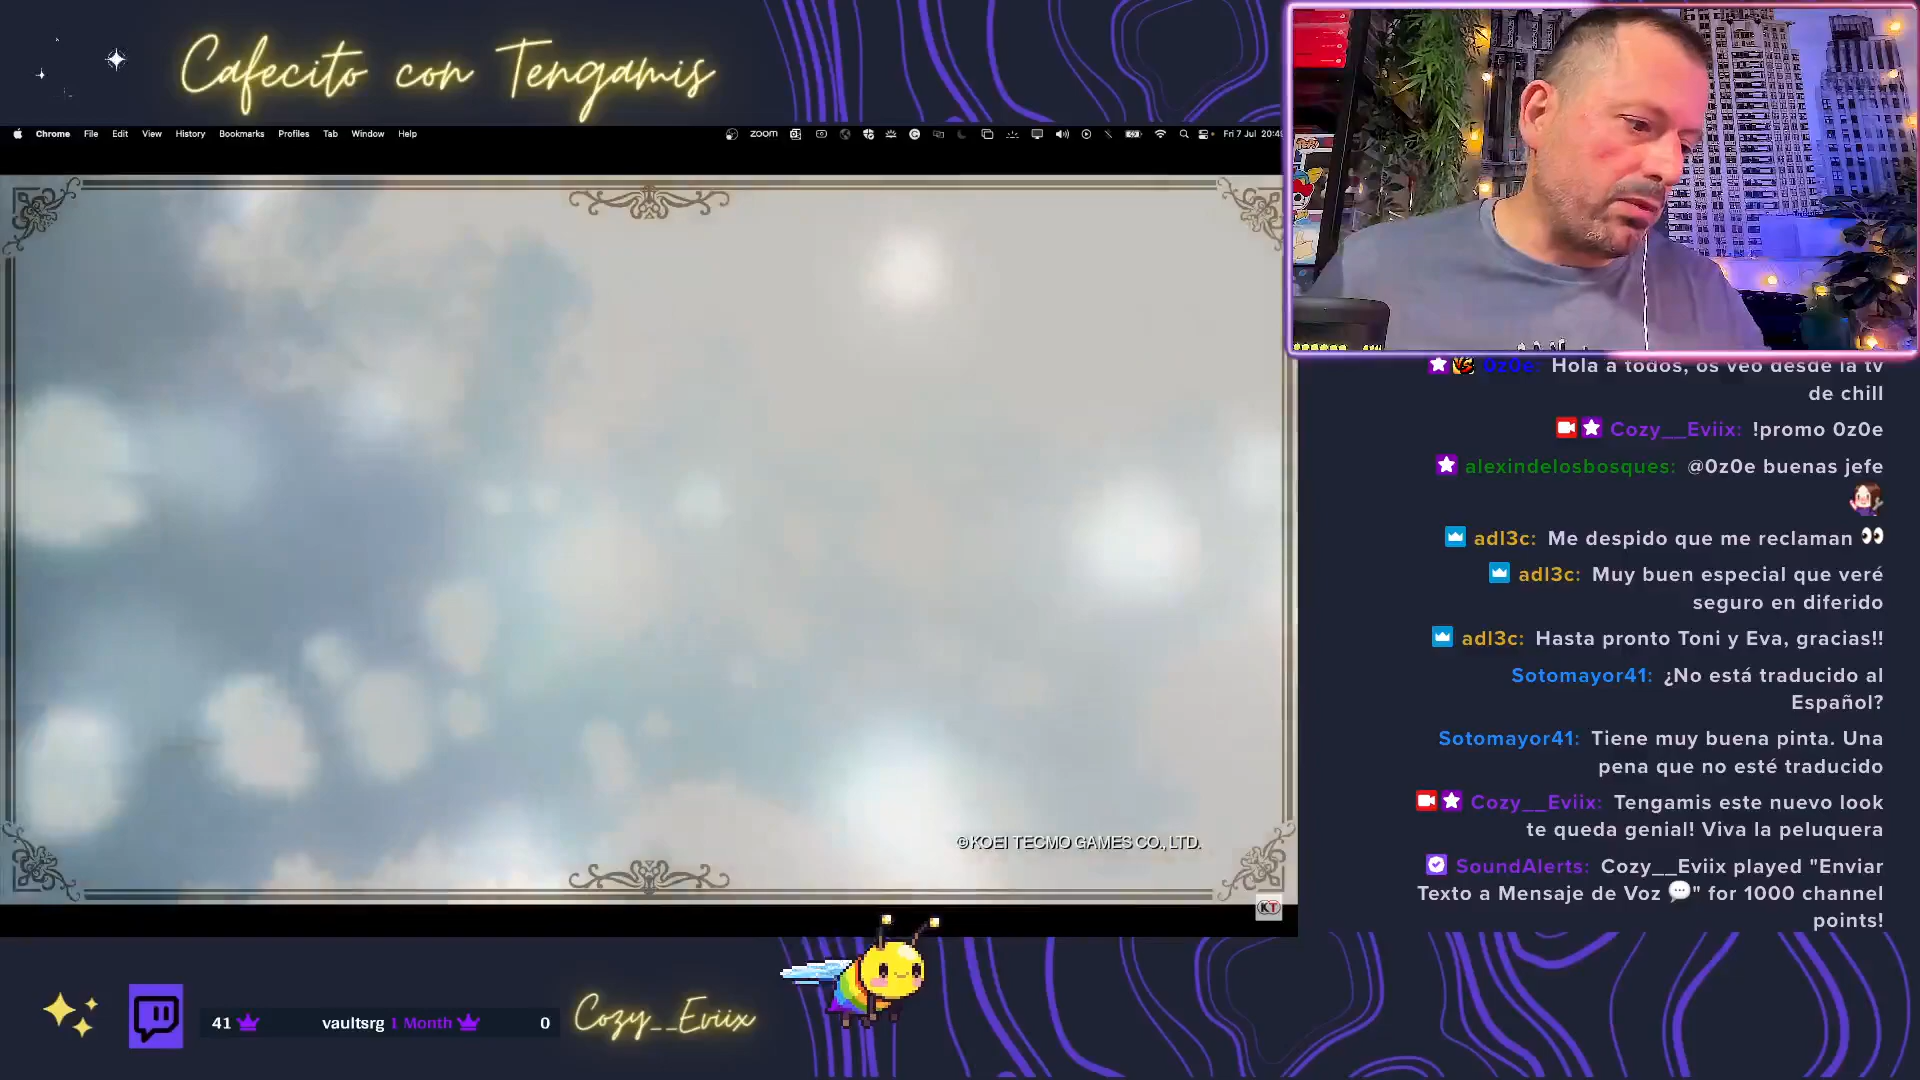 Cafecito con Tengamis
Chrome File Edit View History Bookmarks Profiles Tab Window Help
zoom
Fri 7 Jul
0z0e: Hola a todos, os veo desde la tv
de chill
Cozy__Eviix: !promo 0z0e
alexindelosbosques: @0z0e buenas jefe
adl3c: Me despido que me reclaman 👀
adl3c: Muy buen especial que veré
seguro en diferido
adl3c: Hasta pronto Toni y Eva, gracias!!
Sotomayor41: ¿No está traducido al
Español?
Sotomayor41: Tiene muy buena pinta. Una
pena que no esté traducido
Cozy__Eviix: Tengamis este nuevo look
te queda genial! Viva la peluquera
SoundAlerts: Cozy__Eviix played "Enviar
Texto a Mensaje de Voz 💬" for 1000 channel
points!
©KOEI TECMO GAMES CO., LTD.
KT
41 vaultsrg 1 Month 0
Cozy__Eviix